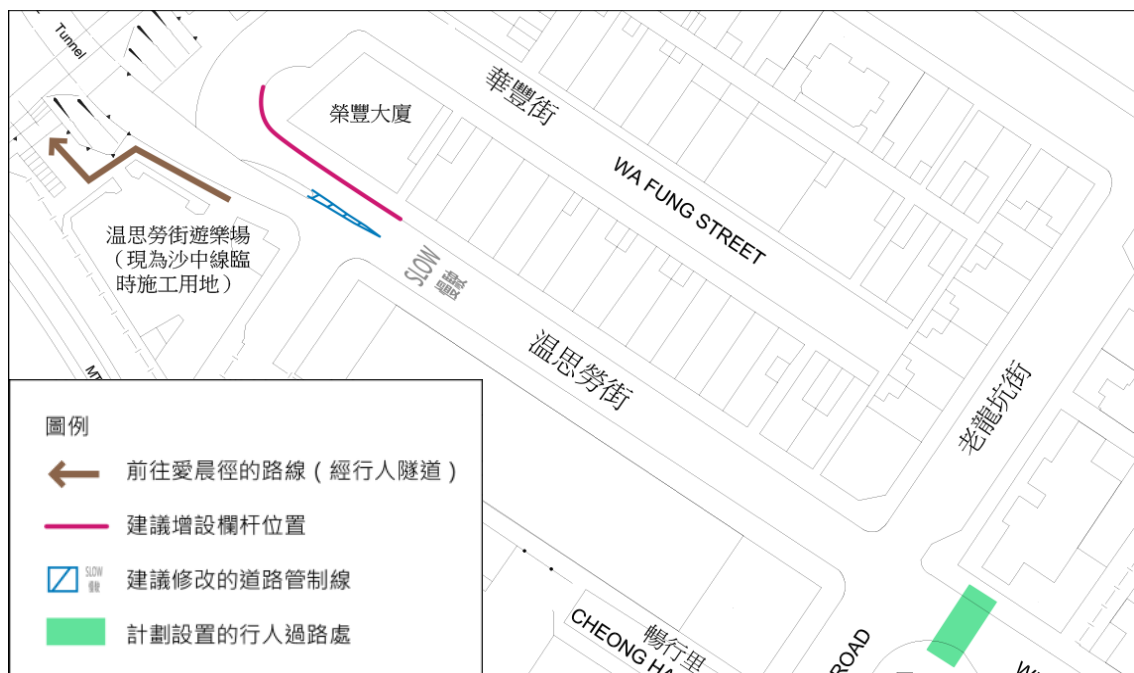 Tunnel
華豐街
榮豐大廈
WA FUNG STREET
温思勞街遊樂場
（現為沙中線臨
時施工用地）
SLOW
慢駛
温思勞街
老龍坑街
MT
圖例
前往愛晨徑的路線（經行人隧道）
建議增設欄杆位置
SLOW
慢駛
建議修改的道路管制線
計劃設置的行人過路處
暢行里
CHEONG HA
ROAD